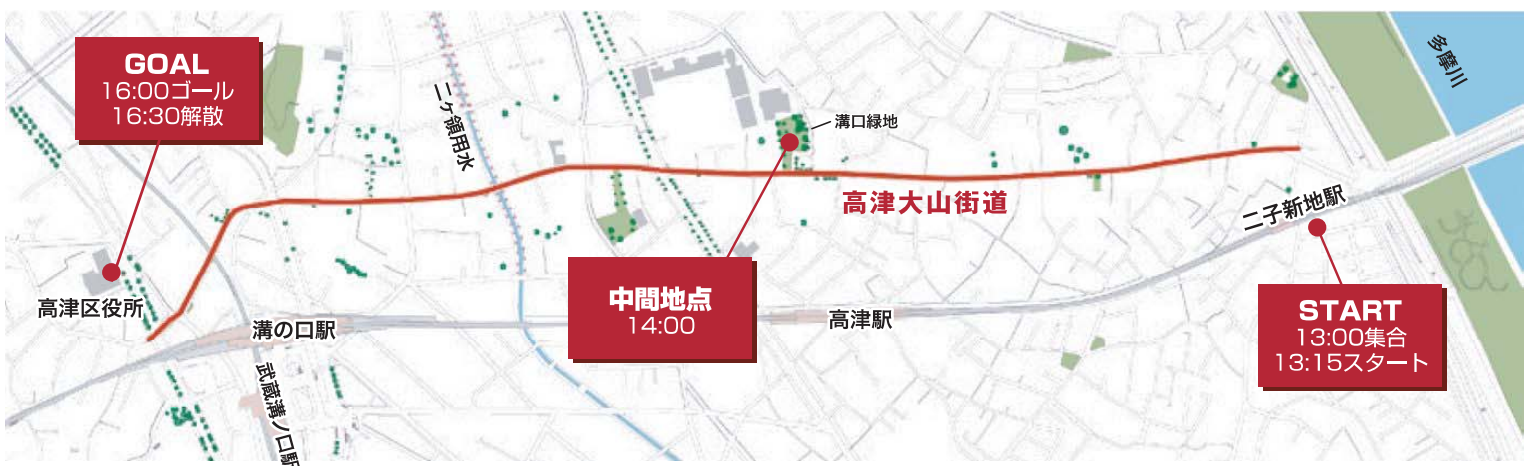 GOAL
16:00ゴール
16:30解散
二ヶ領用水
溝口緑地
多摩川
高津大山街道
二子新地駅
高津区役所
溝の口駅
中間地点
14:00
高津駅
START
13:00集合
13:15スタート
武蔵溝ノ口駅